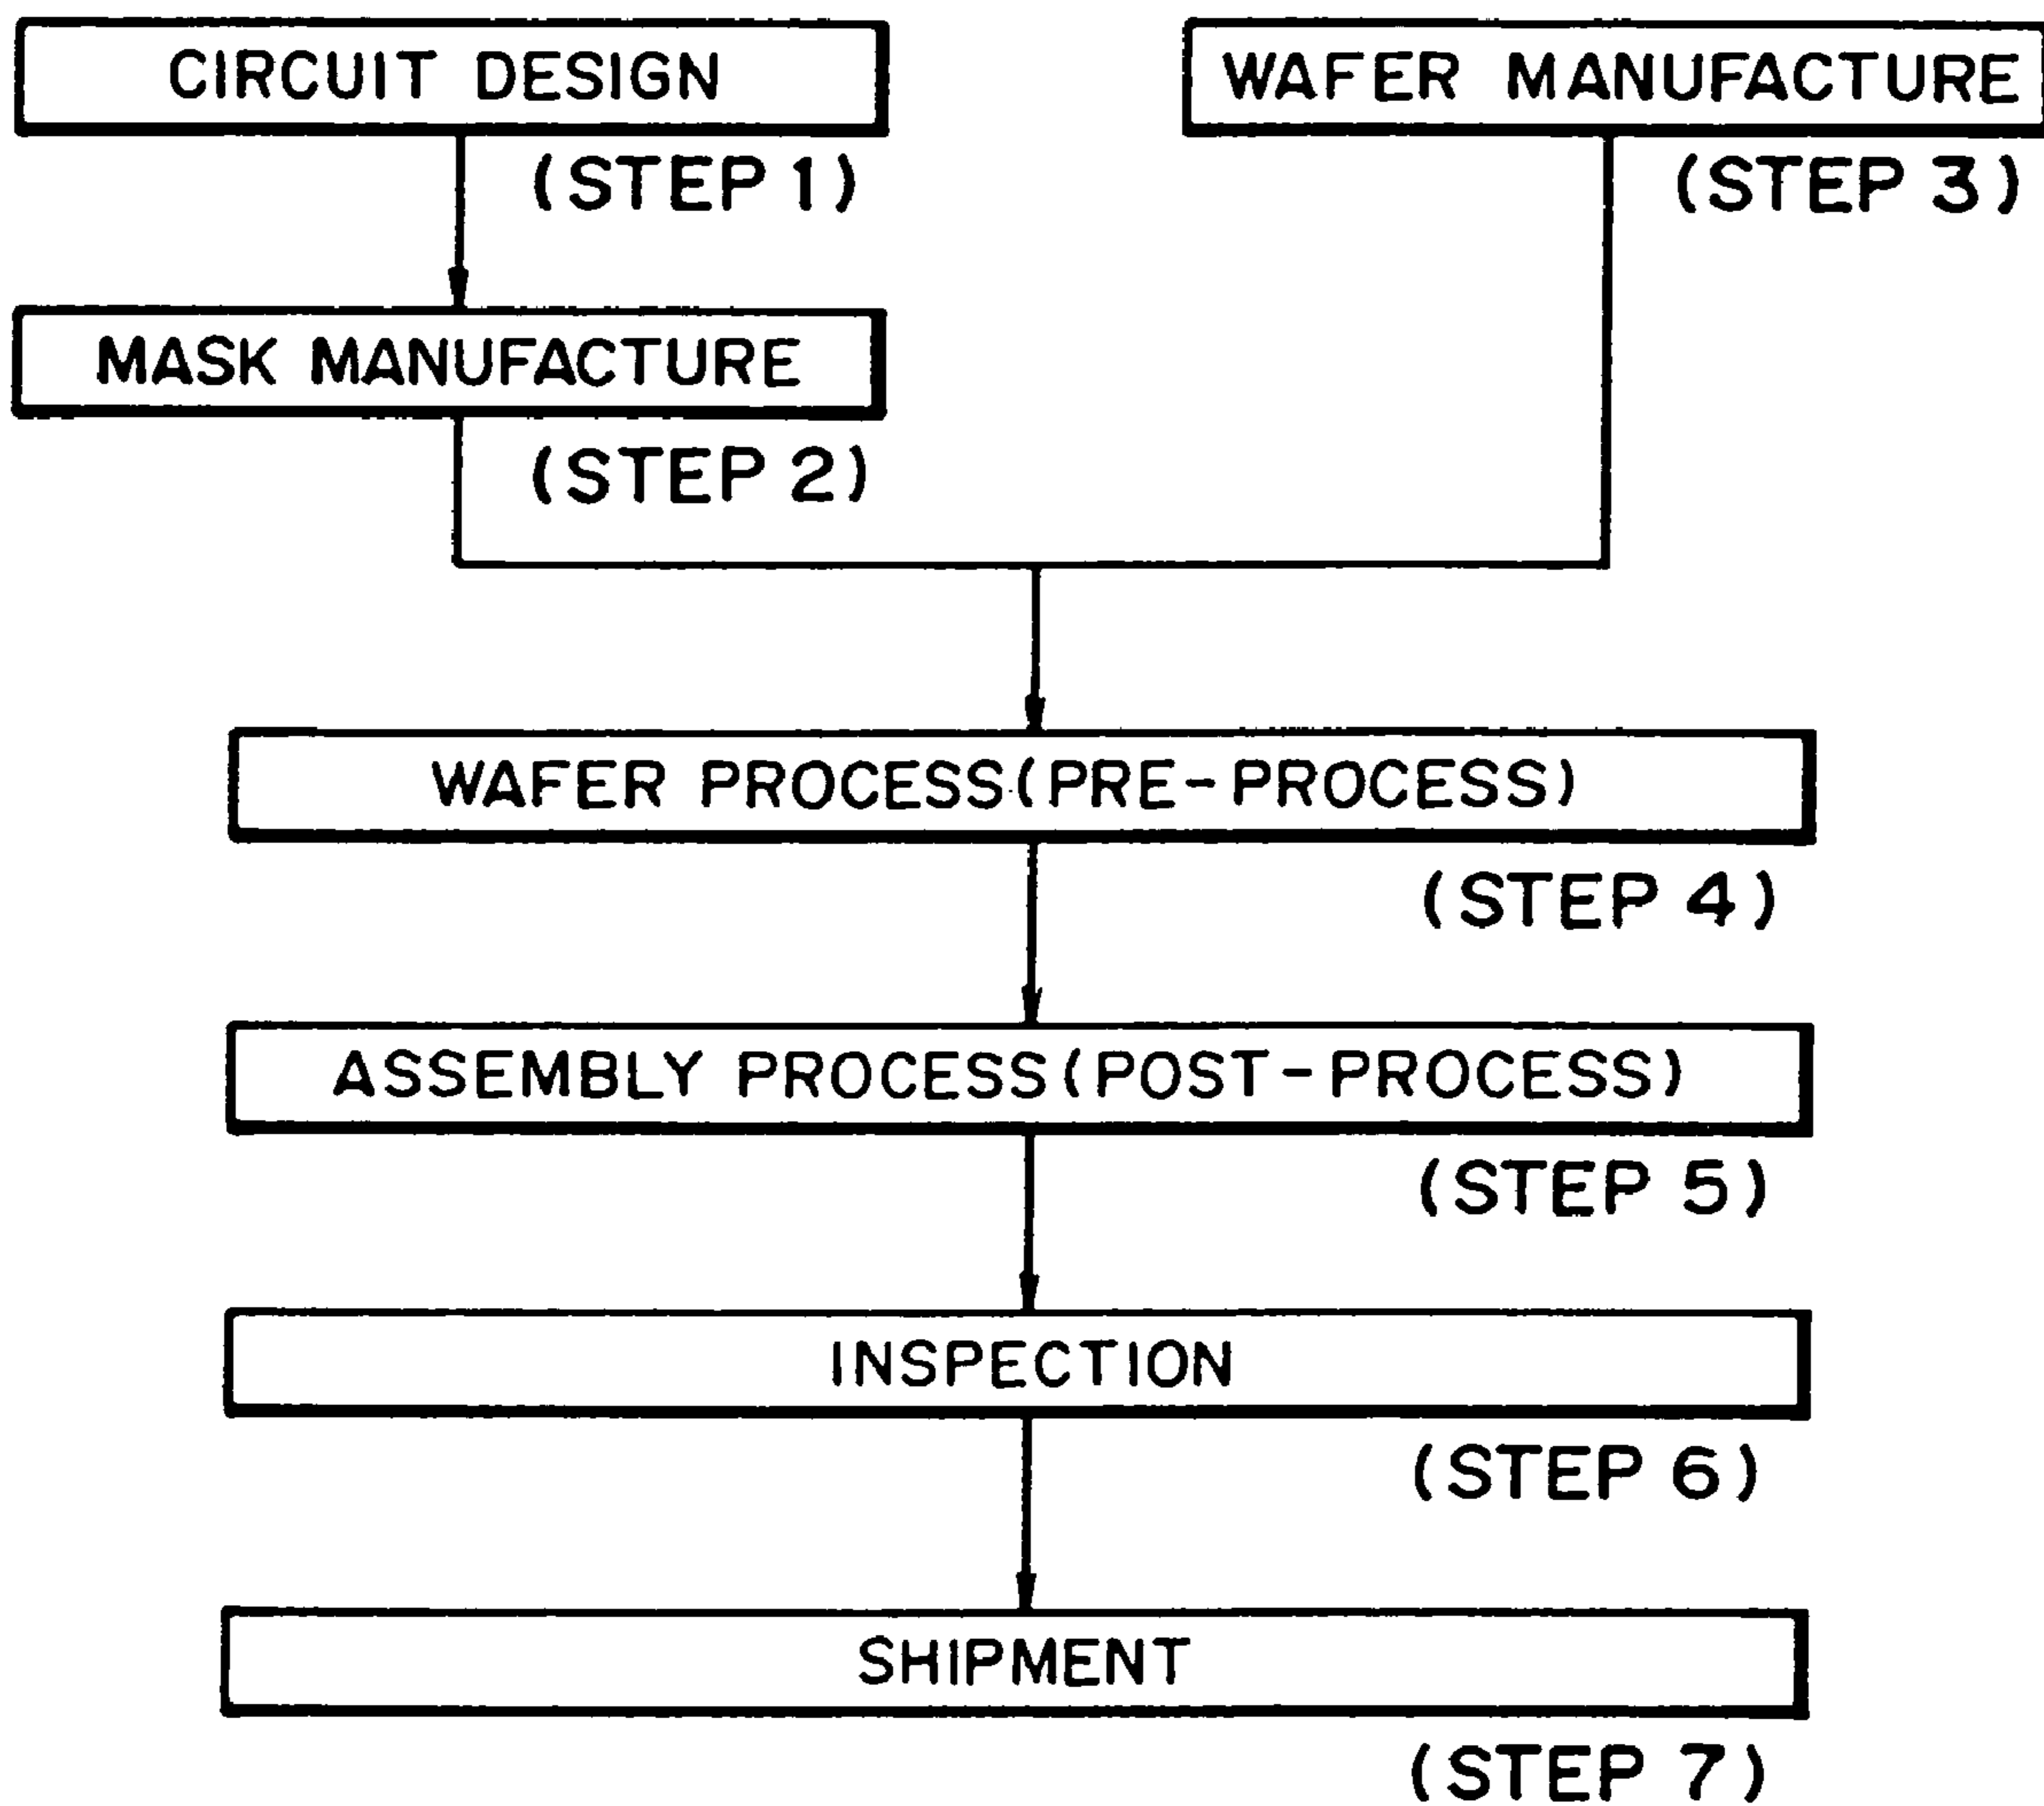 CIRCUIT DESIGN
(STEP 1)
WAFER MANUFACTURE
(STEP 3)
MASK MANUFACTURE
(STEP 2)
WAFER PROCESS(PRE-PROCESS)
(STEP 4)
ASSEMBLY PROCESS(POST-PROCESS)
(STEP 5)
INSPECTION
(STEP 6)
SHIPMENT
(STEP 7)